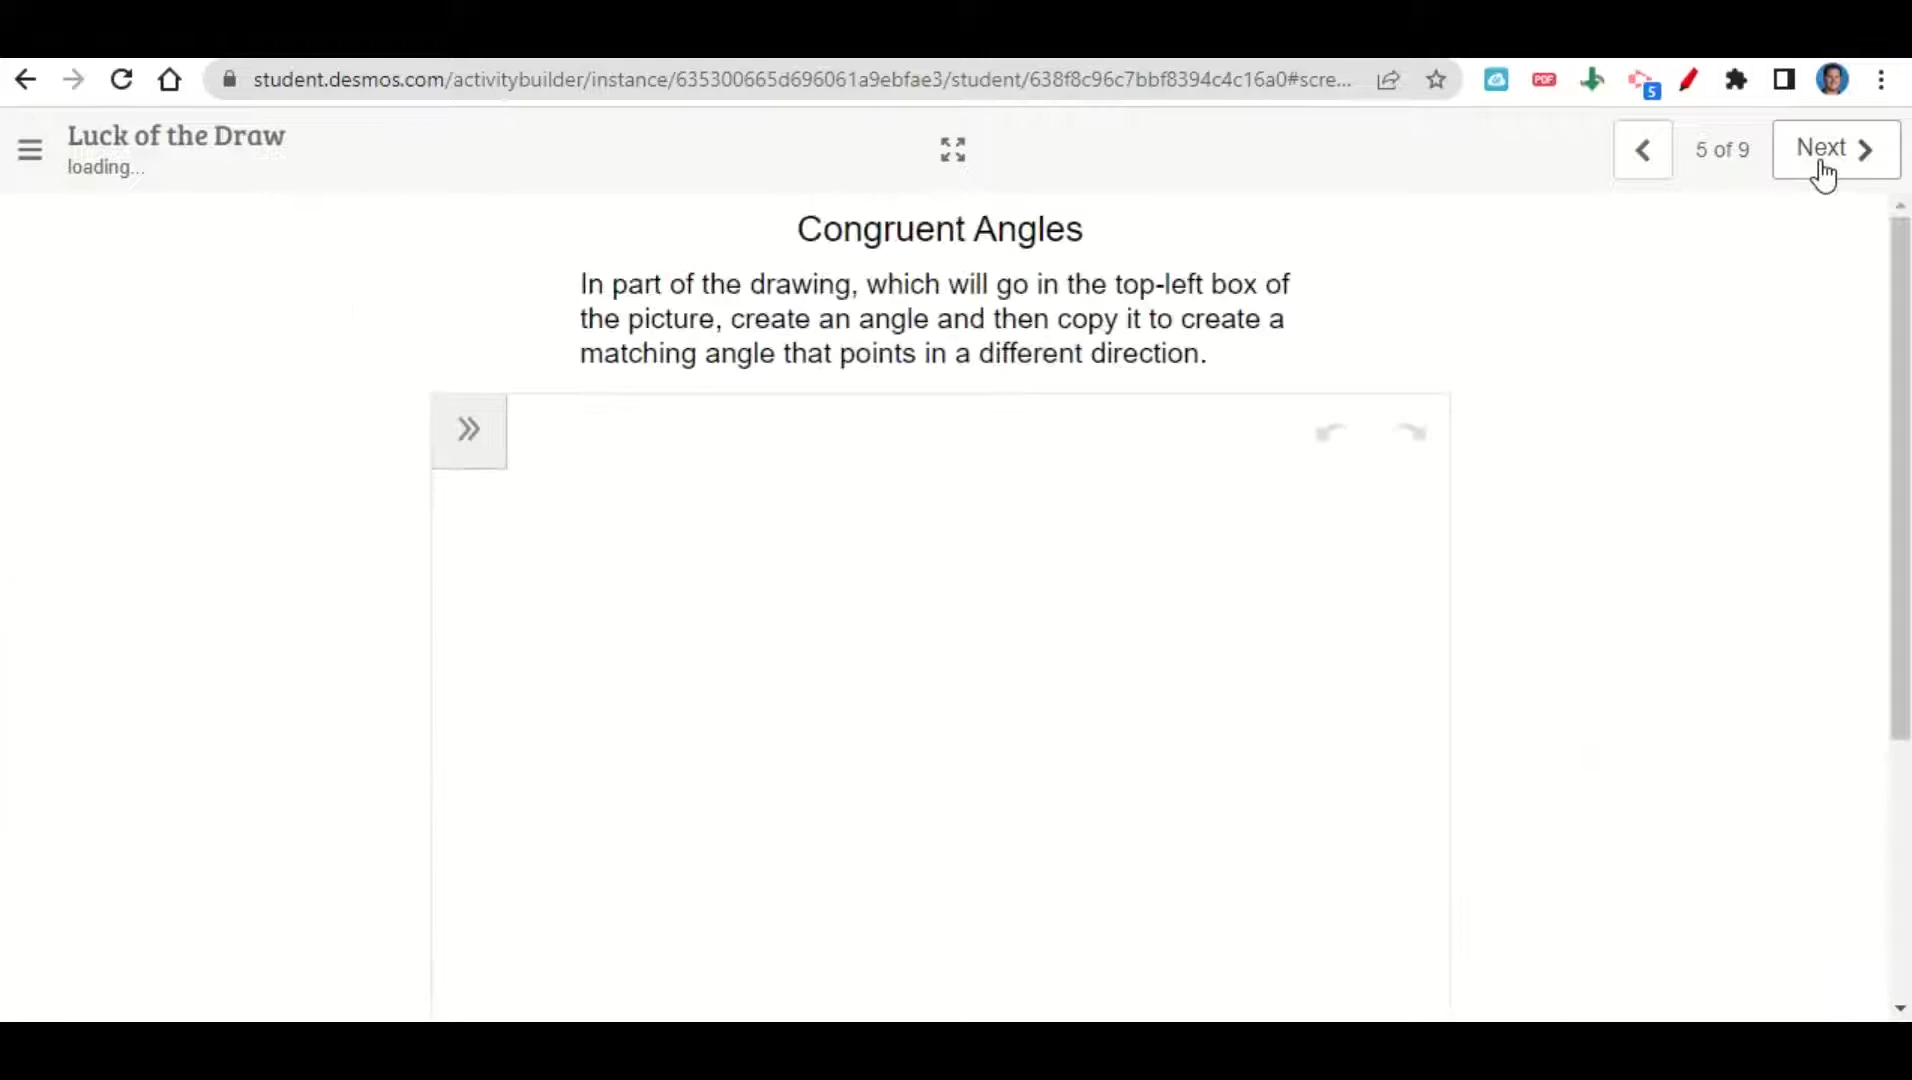 student.desmos.com/activitybuilder/instance/635300665d696061a9ebfae3/student/638f8c96c7bbf8394c4c16a0#scre...
PDF
5
Luck of the Draw
loading...
5 of 9
Next
Congruent Angles
In part of the drawing, which will go in the top-left box of
the picture, create an angle and then copy it to create a
matching angle that points in a different direction.